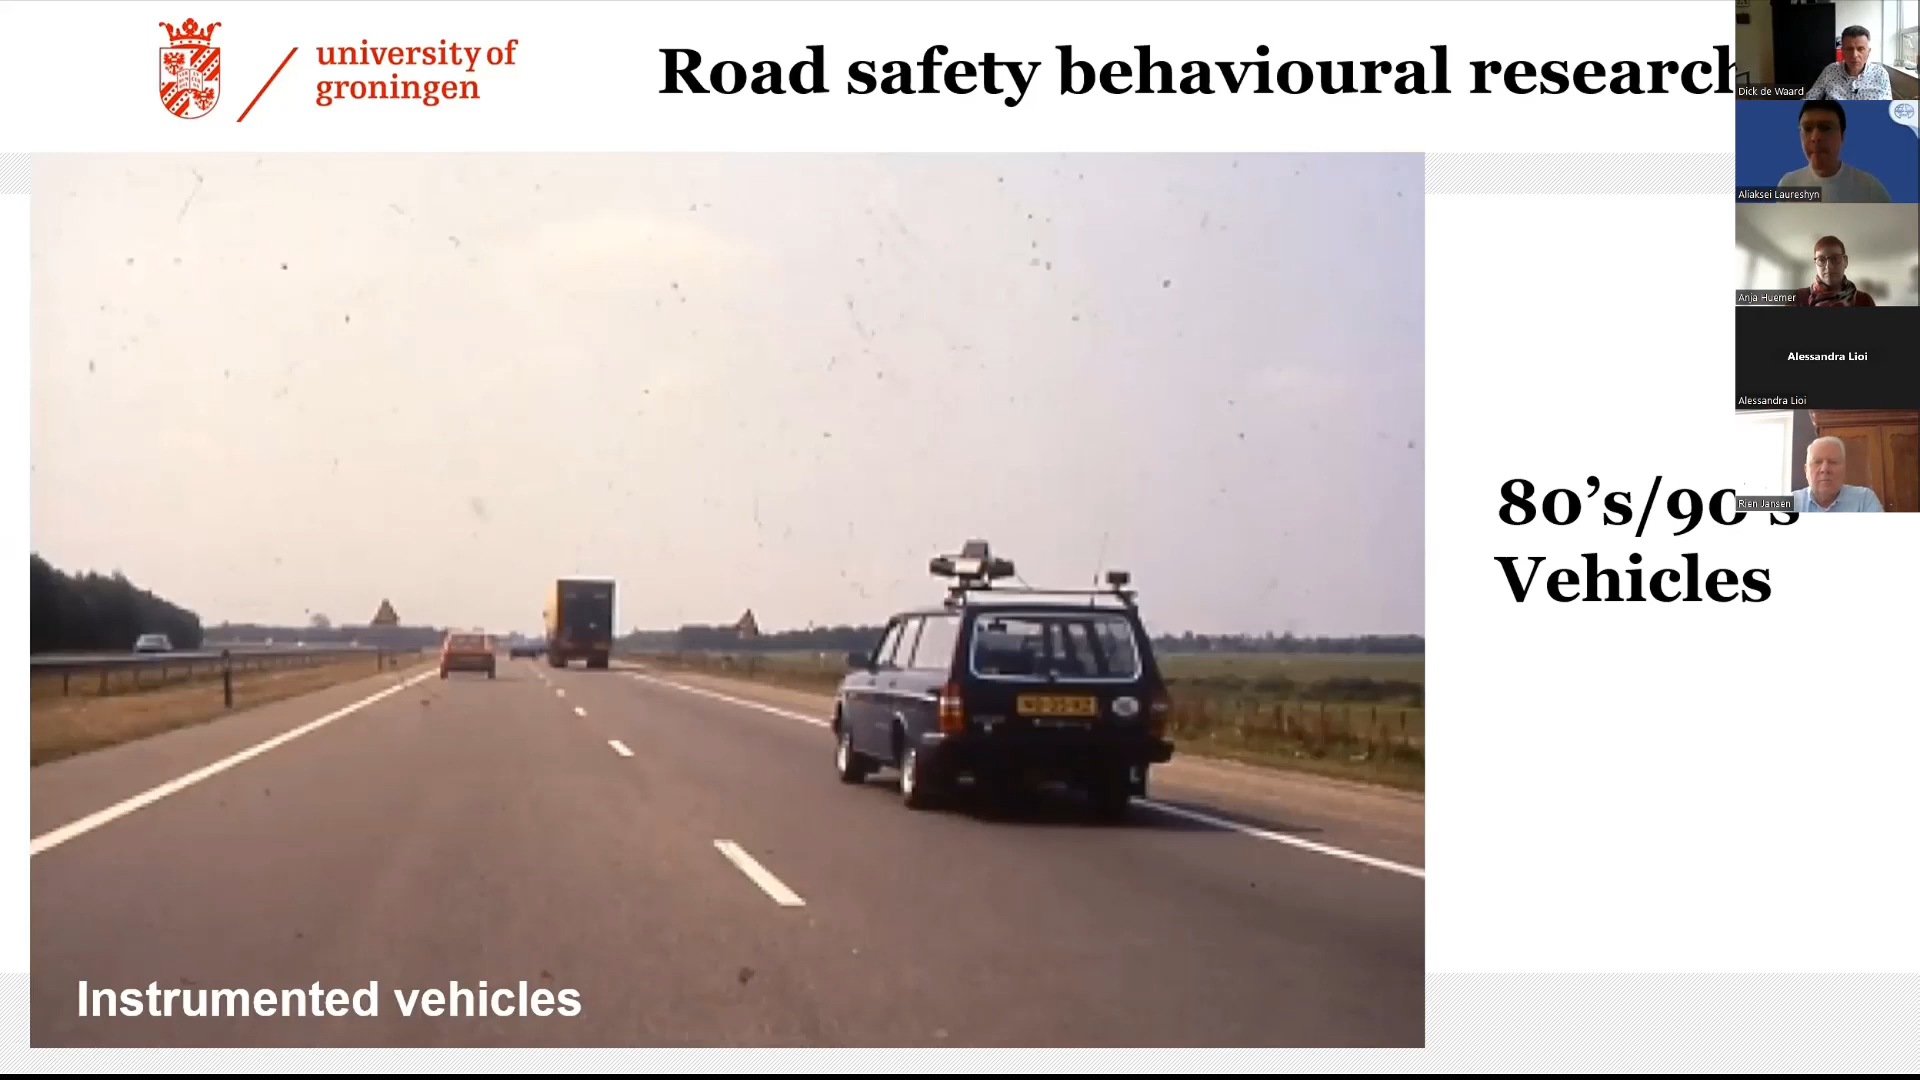 university of
groningen
Road safety behavioural research
80's/90's
Vehicles
Instrumented vehicles
Dick de Waard
Aliaksei Laureshyn
Anja Huemer
Alessandra Lioi
Alessandra Lioi
Rien Jansen